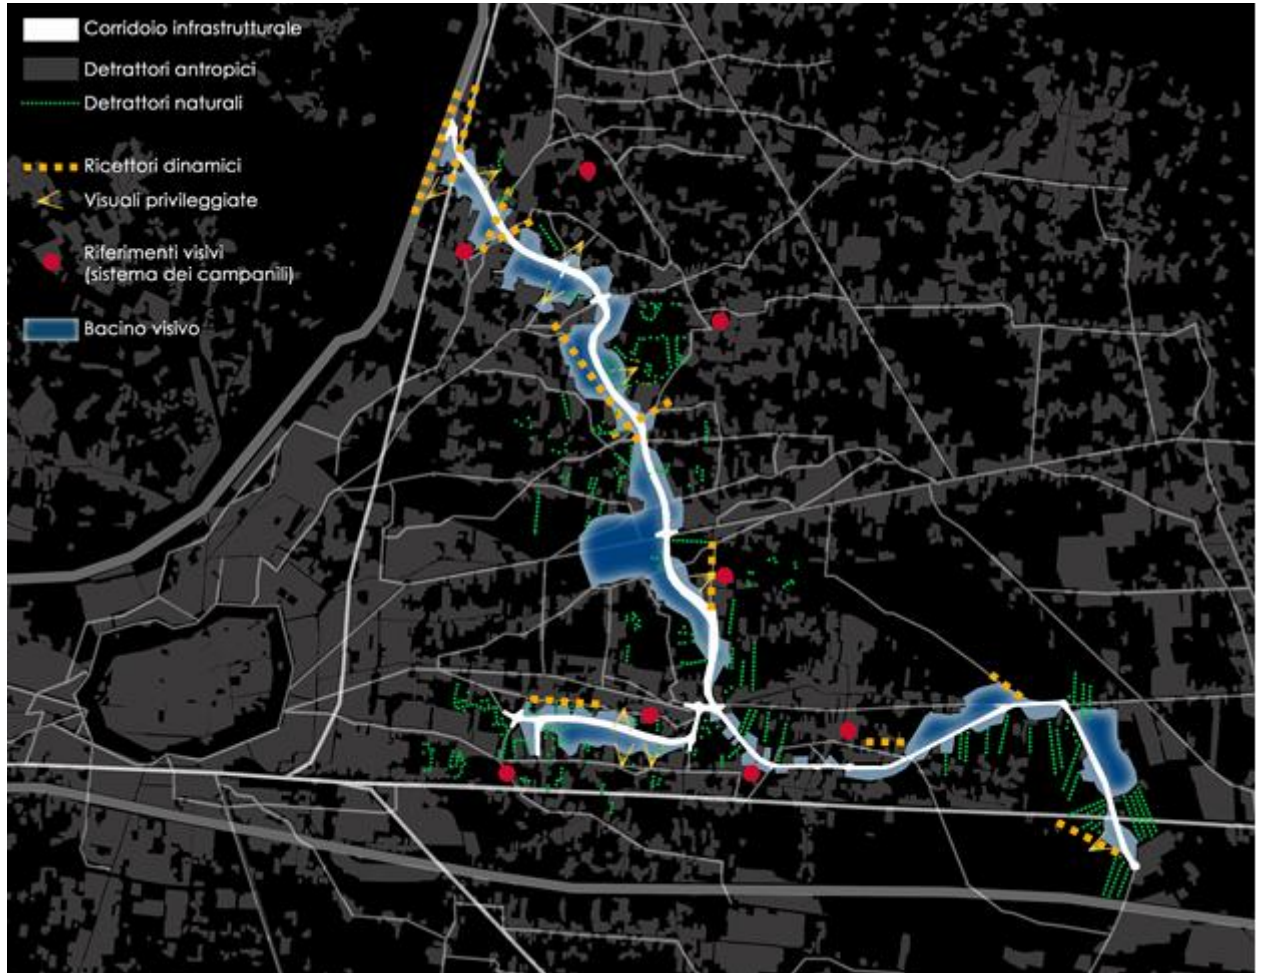 Corridoio infrastrutturale
Detrattori antropici
Detrattori naturali
Ricettori dinamici
Visuali privileggiate
Riferimenti visivi
(sistema dei campanili)
Bacino visivo